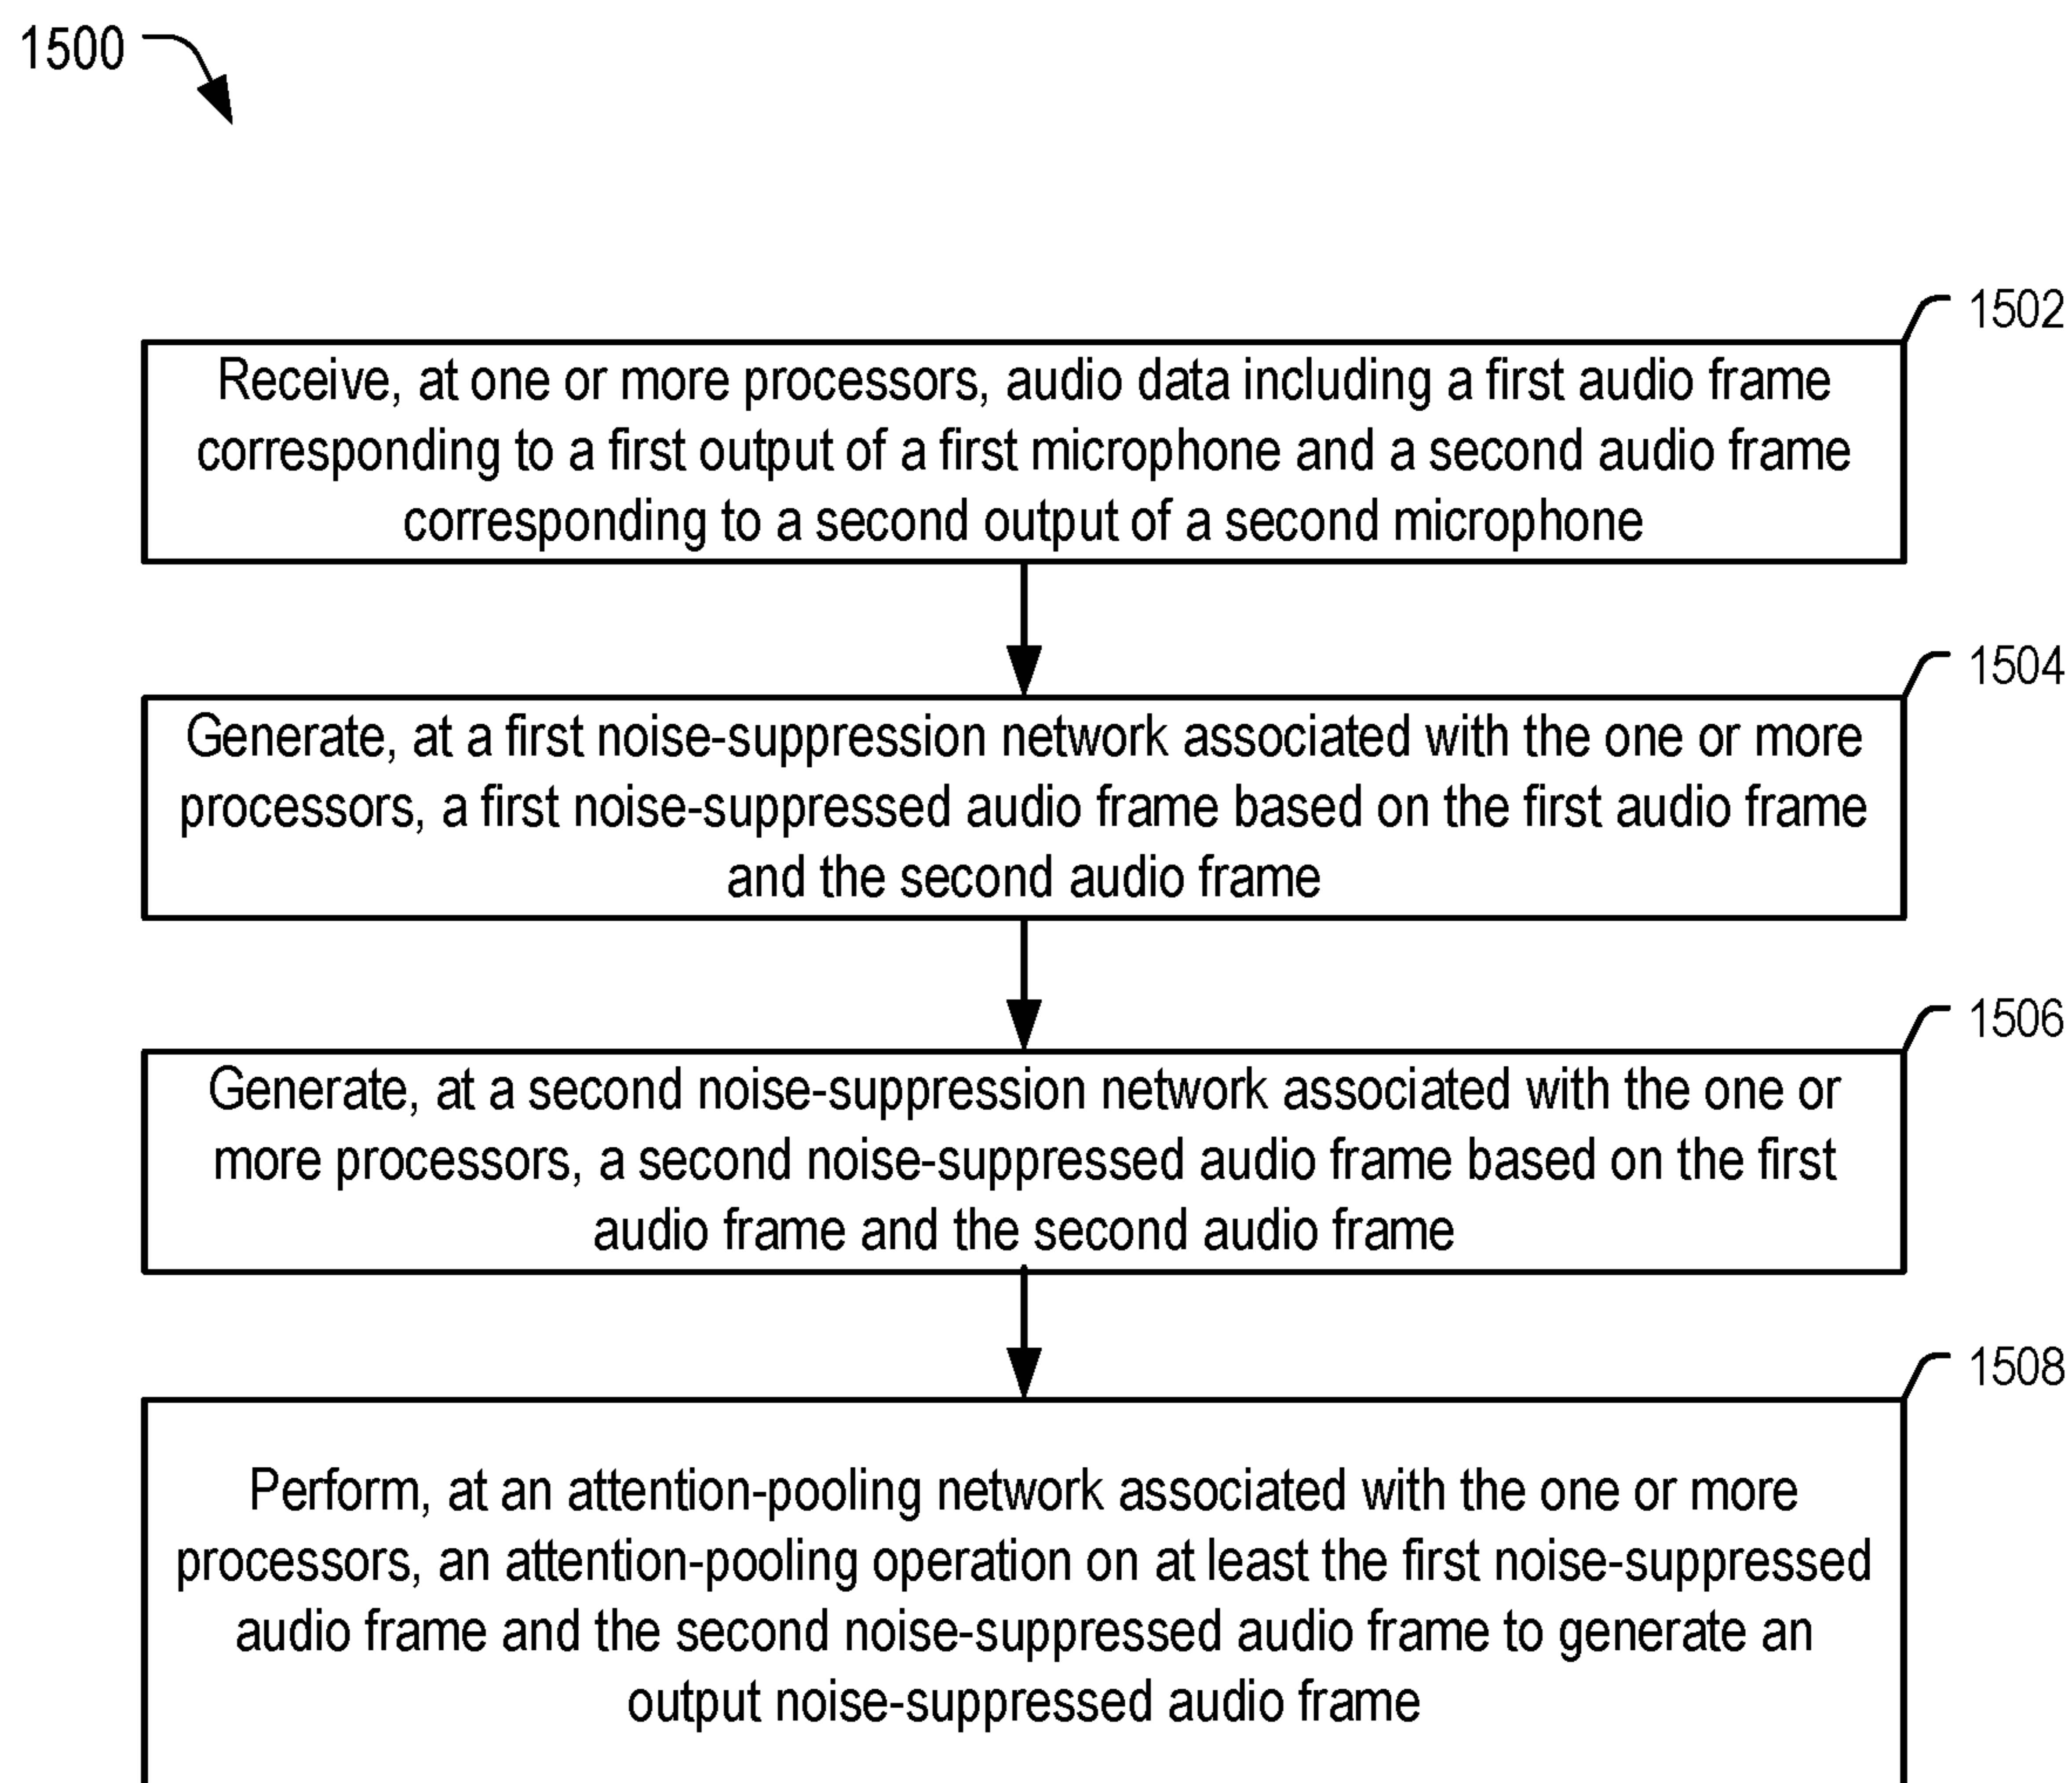 1500
1502
Receive, at one or more processors, audio data including a first audio frame
corresponding to a first output of a first microphone and a second audio frame
corresponding to a second output of a second microphone
1504
Generate, at a first noise-suppression network associated with the one or more
processors, a first noise-suppressed audio frame based on the first audio frame
and the second audio frame
1506
Generate, at a second noise-suppression network associated with the one or
more processors, a second noise-suppressed audio frame based on the first
audio frame and the second audio frame
1508
Perform, at an attention-pooling network associated with the one or more
processors, an attention-pooling operation on at least the first noise-suppressed
audio frame and the second noise-suppressed audio frame to generate an
output noise-suppressed audio frame